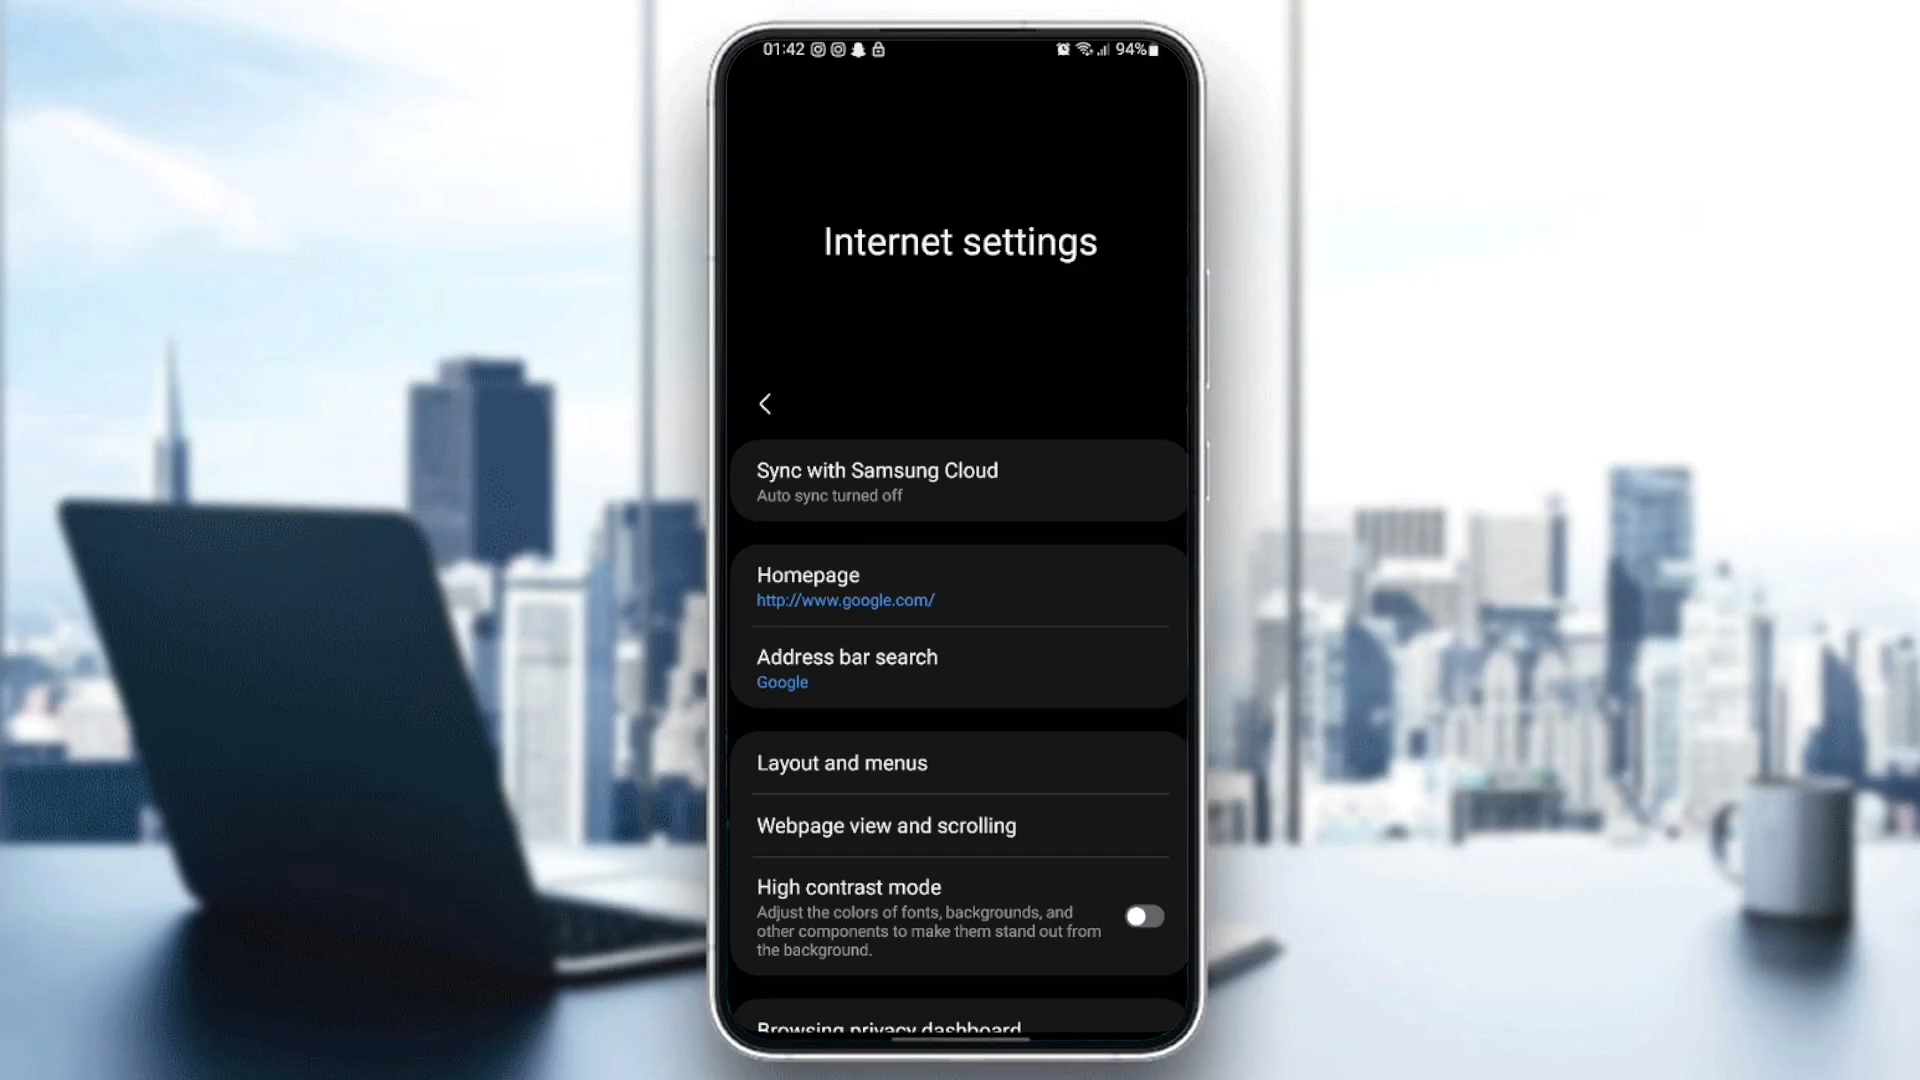 01:42 94%
Internet settings
Sync with Samsung Cloud
Auto sync turned off
Homepage
http://www.google.com/
Address bar search
Google
Layout and menus
Webpage view and scrolling
High contrast mode
Adjust the colors of fonts, backgrounds, and
other components to make them stand out from
the background.
Browsing privacy dashboard